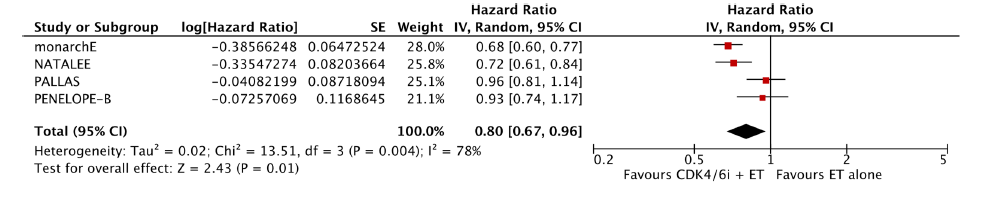 Hazard Ratio Hazard Ratio
Study or Subgroup log[Hazard Ratio] SE Weight IV, Random, 95% CI IV, Random, 95% CI
monarchE −0.38566248 0.06472524 28.0% 0.68 [0.60, 0.77]
NATALEE −0.33547274 0.08203664 25.8% 0.72 [0.61, 0.84]
PALLAS −0.04082199 0.08718094 25.1% 0.96 [0.81, 1.14]
PENELOPE−B −0.07257069 0.1168645 21.1% 0.93 [0.74, 1.17]
Total (95% CI) 100.0% 0.80 [0.67, 0.96]
Heterogeneity: Tau² = 0.02; Chi² = 13.51, df = 3 (P = 0.004); I² = 78%
Test for overall effect: Z = 2.43 (P = 0.01)
0.2 0.5 1 2 5
Favours CDK4/6i + ET Favours ET alone